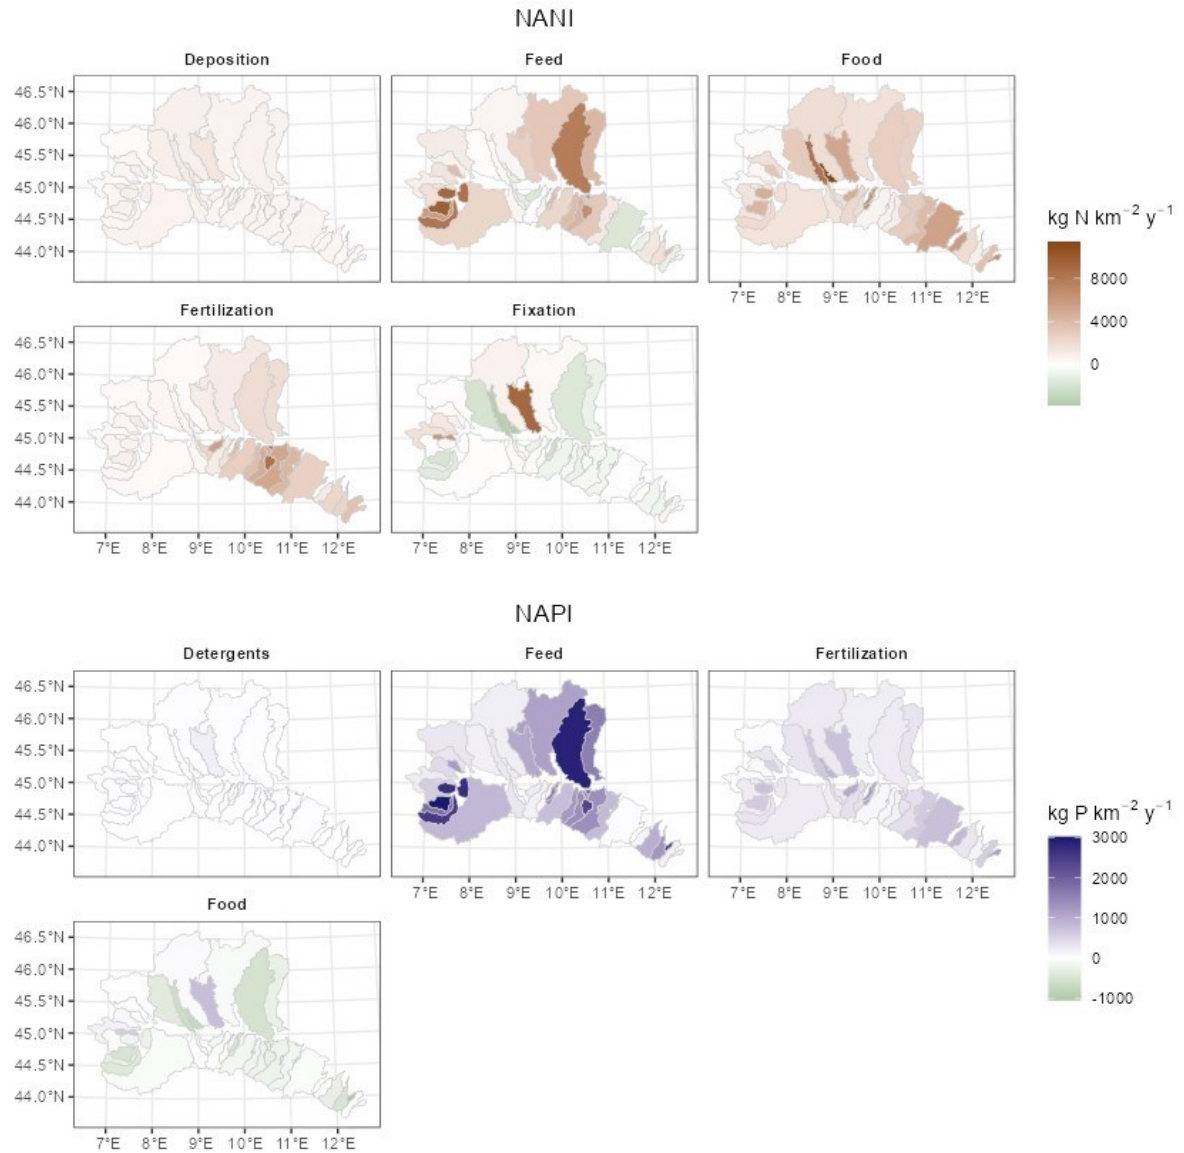 NANI
Deposition Feed Food
46.5°N
46.0°N
45.5°N
45.0°N
44.5°N
44.0°N
7°E 8°E 9°E 10°E 11°E 12°E
Fertilization Fixation
46.5°N
46.0°N
45.5°N
45.0°N
44.5°N
44.0°N
7°E 8°E 9°E 10°E 11°E 12°E 7°E 8°E 9°E 10°E 11°E 12°E
kg N km⁻² y⁻¹
8000
4000
0
NAPI
Detergents Feed Fertilization
46.5°N
46.0°N
45.5°N
45.0°N
44.5°N
44.0°N
7°E 8°E 9°E 10°E 11°E 12°E 7°E 8°E 9°E 10°E 11°E 12°E
Food
46.5°N
46.0°N
45.5°N
45.0°N
44.5°N
44.0°N
7°E 8°E 9°E 10°E 11°E 12°E
kg P km⁻² y⁻¹
3000
2000
1000
0
-1000